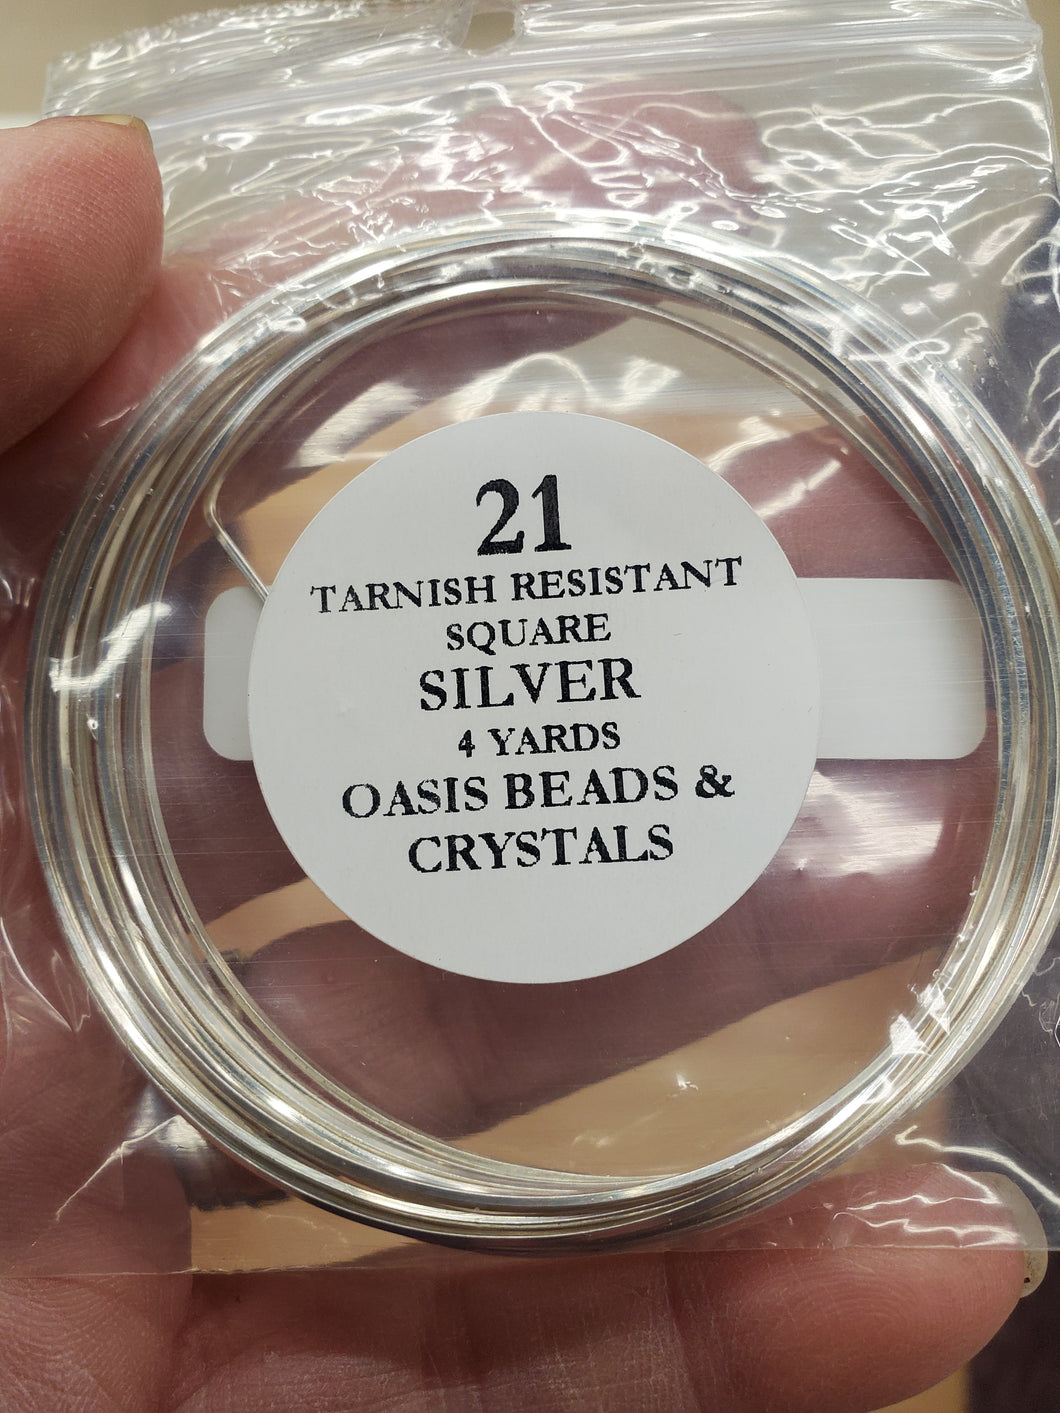 21
TARNISH RESISTANT
SQUARE
SILVER
4 YARDS
OASIS BEADS &
CRYSTALS